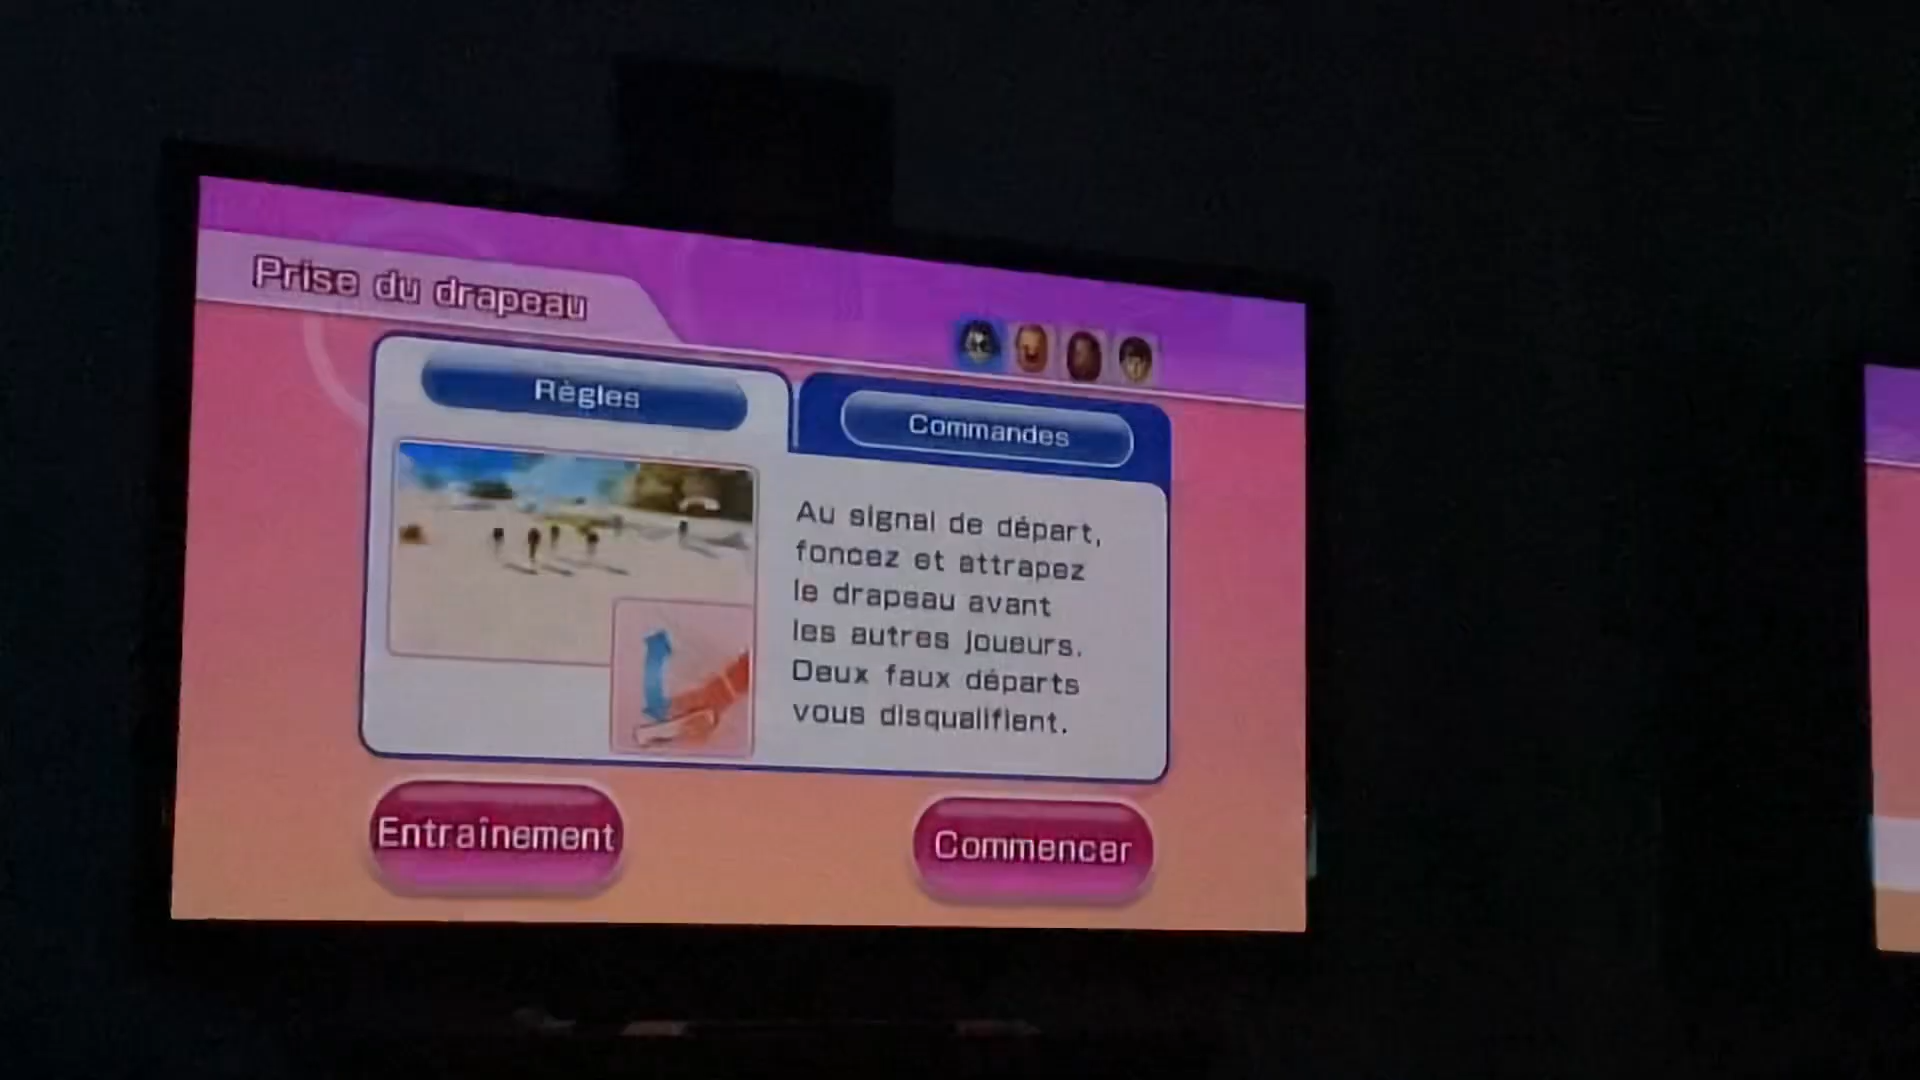 Prise du drapeau
Règles
Commandes
Au signal de départ,
foncez et attrapez
le drapeau avant
les autres joueurs.
Deux faux départs
vous disqualifient.
Entraînement
Commencer